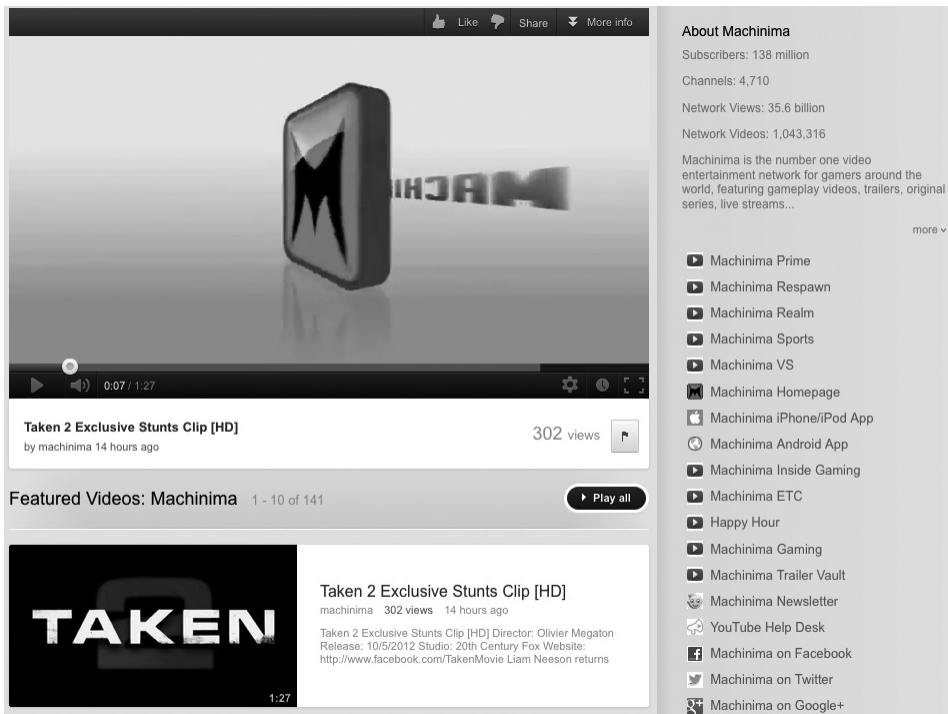 Like
Share
More info
MACHI
0:07 / 1:27
Taken 2 Exclusive Stunts Clip [HD]
by machinima 14 hours ago
302 views
Featured Videos: Machinima 1 - 10 of 141
Play all
TAKEN
2
1:27
Taken 2 Exclusive Stunts Clip [HD]
machinima 302 views 14 hours ago
Taken 2 Exclusive Stunts Clip [HD] Director: Olivier Megaton
Release: 10/5/2012 Studio: 20th Century Fox Website:
http://www.facebook.com/TakenMovie Liam Neeson returns
About Machinima
Subscribers: 138 million
Channels: 4,710
Network Views: 35.6 billion
Network Videos: 1,043,316
Machinima is the number one video
entertainment network for gamers around the
world, featuring gameplay videos, trailers, original
series, live streams...
more
Machinima Prime
Machinima Respawn
Machinima Realm
Machinima Sports
Machinima VS
Machinima Homepage
Machinima iPhone/iPod App
Machinima Android App
Machinima Inside Gaming
Machinima ETC
Happy Hour
Machinima Gaming
Machinima Trailer Vault
Machinima Newsletter
YouTube Help Desk
Machinima on Facebook
Machinima on Twitter
Machinima on Google+